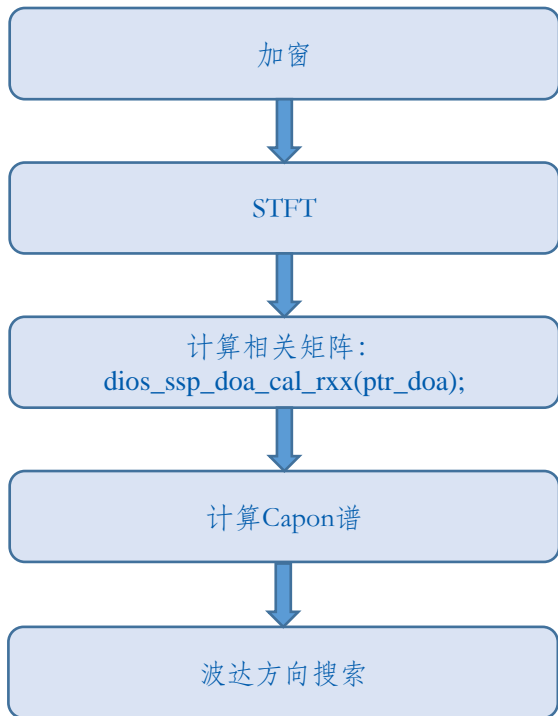 加窗
STFT
计算相关矩阵：
dios_ssp_doa_cal_rxx(ptr_doa);
计算Capon谱
波达方向搜索